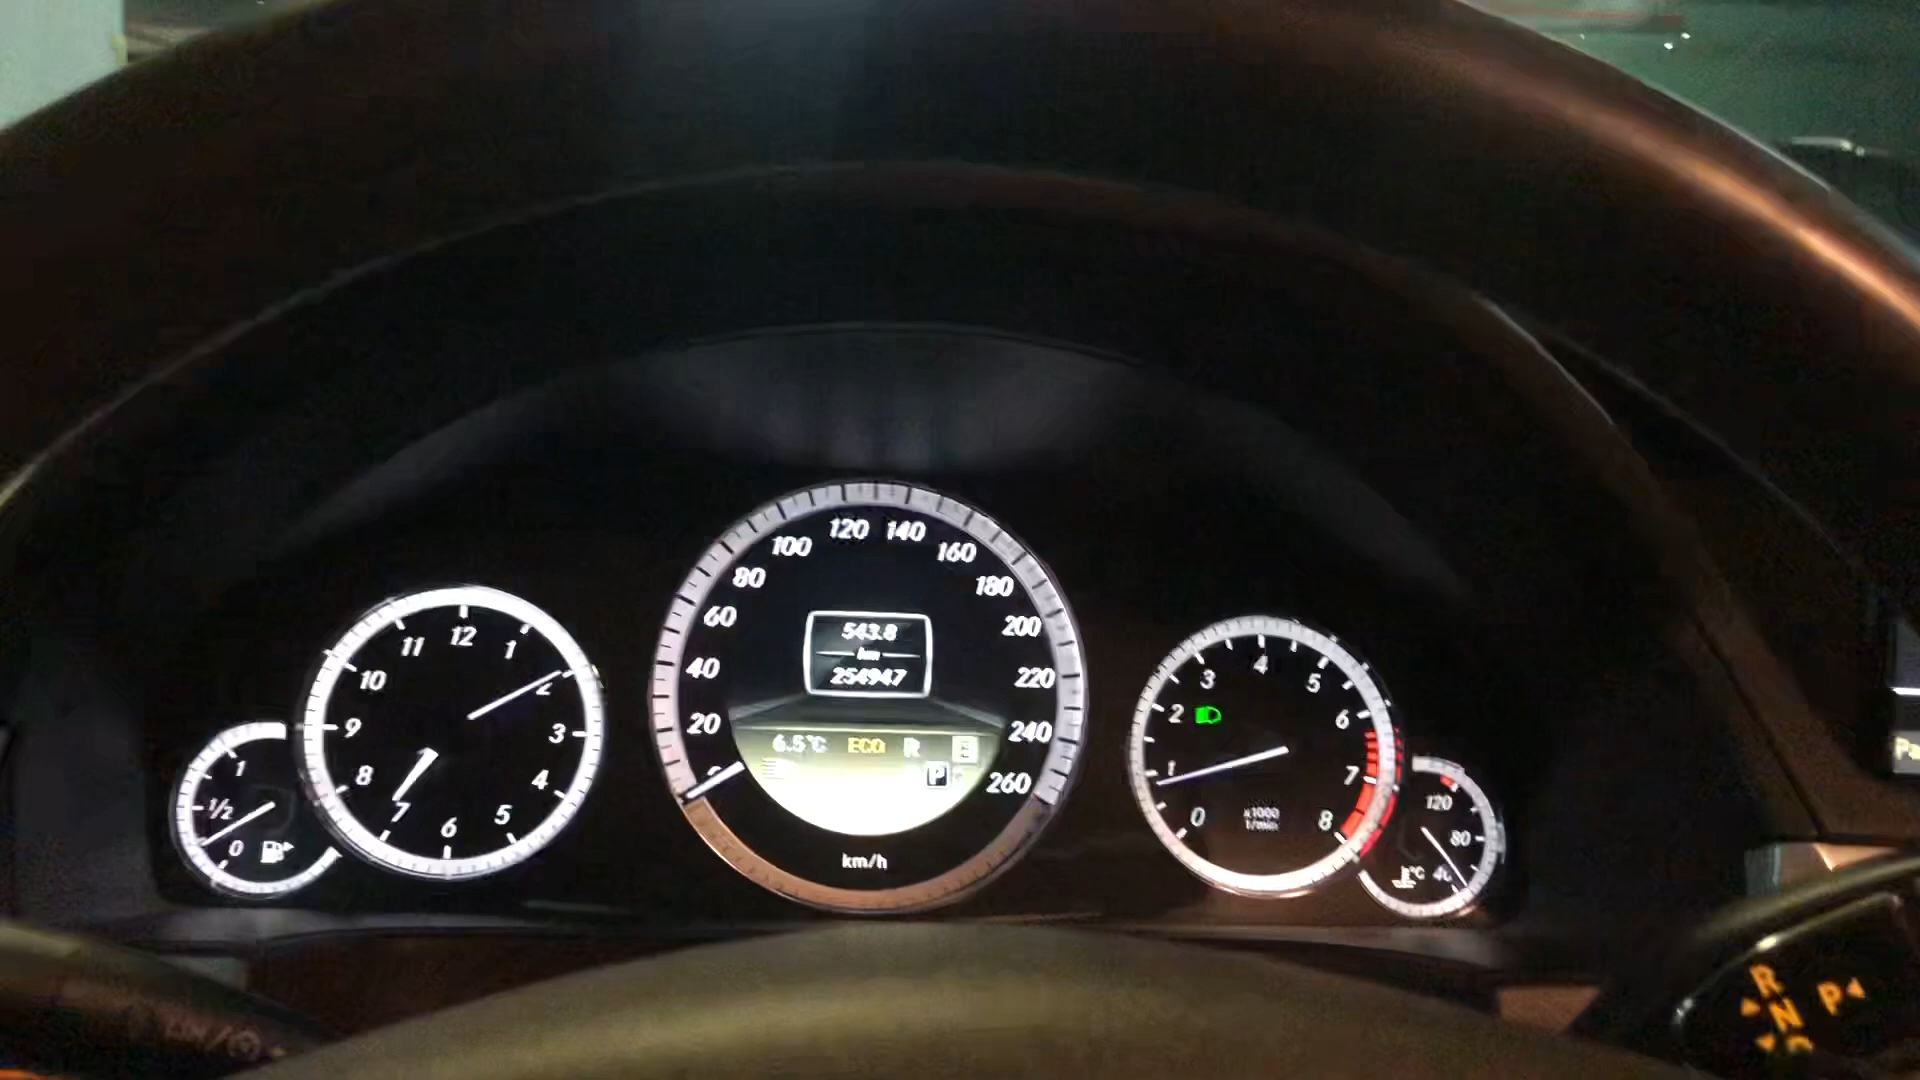 120 140
100 160
80 180
60 200
40 220
20 240
0 260
543.8
km
254947
6.5°C ECO R E
P
km/h
12
11 1
10 2
9 3
8 4
7 5
6
1
1/2
0
4
3 5
2 6
1 7
0 8
x1000
1/min
120
80
°C 40
R
N P
D